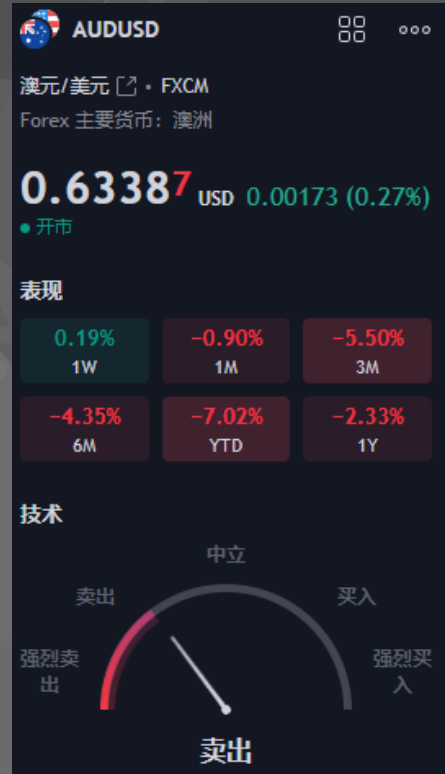 AUDUSD
澳元/美元 • FXCM
Forex 主要货币：澳洲
0.63387 USD 0.00173 (0.27%)
开市
表现
0.19% −0.90% −5.50%
1W 1M 3M
−4.35% −7.02% −2.33%
6M YTD 1Y
技术
中立
卖出 买入
强烈卖出 强烈买入
卖出